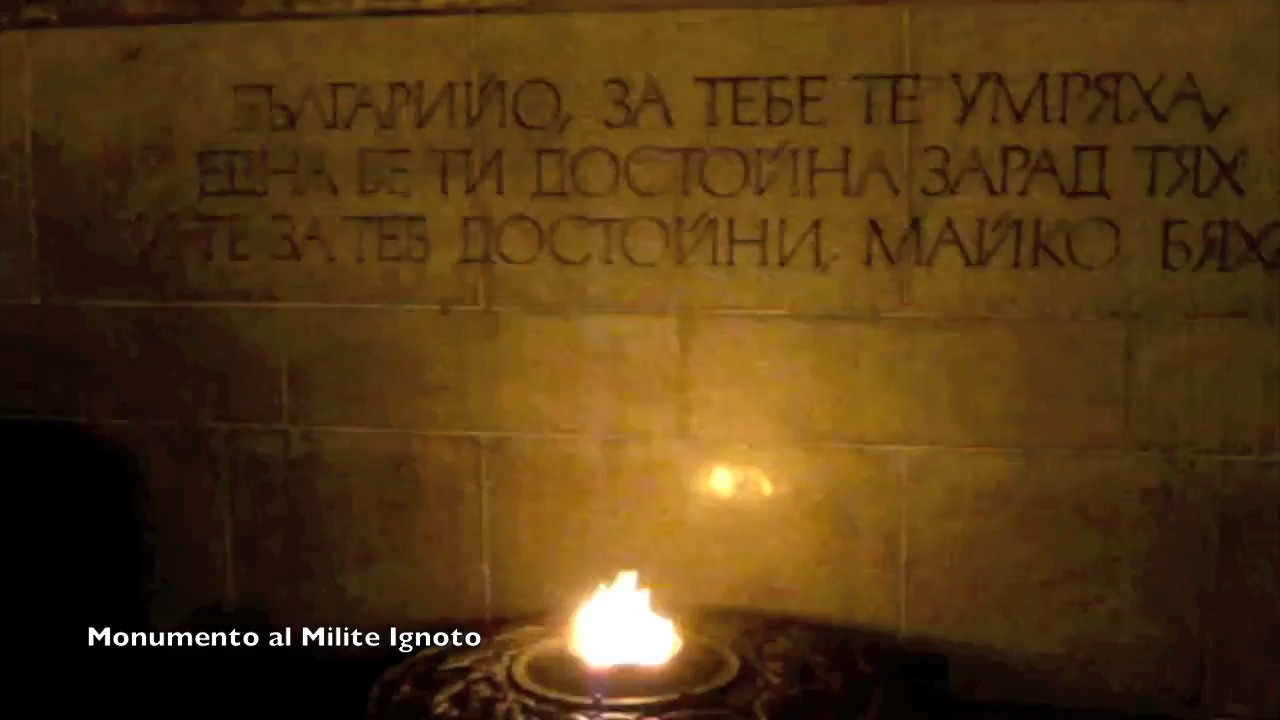 БЪЛГАРИЙО, ЗА ТЕБЕ ТЕ УМРЯХА,
ЕДНА БЕ ТИ ДОСТОЙНА ЗАРАД ТЯХ
И ТЕ ЗА ТЕБ ДОСТОЙНИ, МАЙКО, БЯХА
Monumento al Milite Ignoto